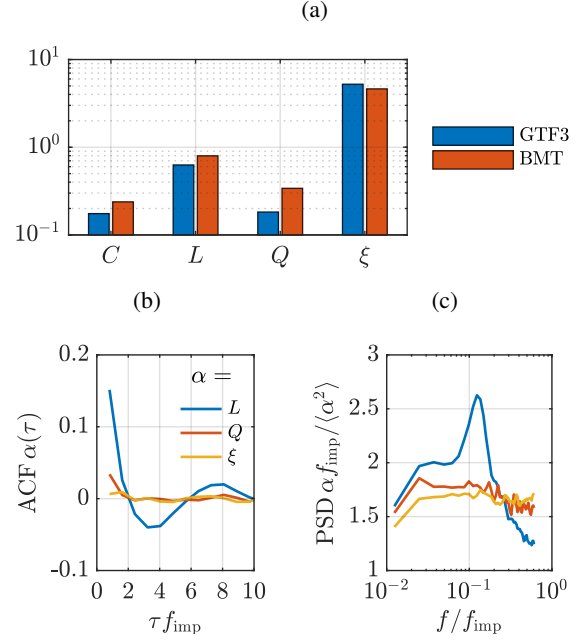 (a)
10^1
10^0
10^-1
C L Q ξ
GTF3
BMT
(b)
ACF α(τ)
0.2
0.1
0
-0.1
α =
L
Q
ξ
0 2 4 6 8 10
τ f_imp
(c)
PSD α f_imp/⟨α^2⟩
3
2.5
2
1.5
1
10^-2 10^-1 10^0
f/f_imp